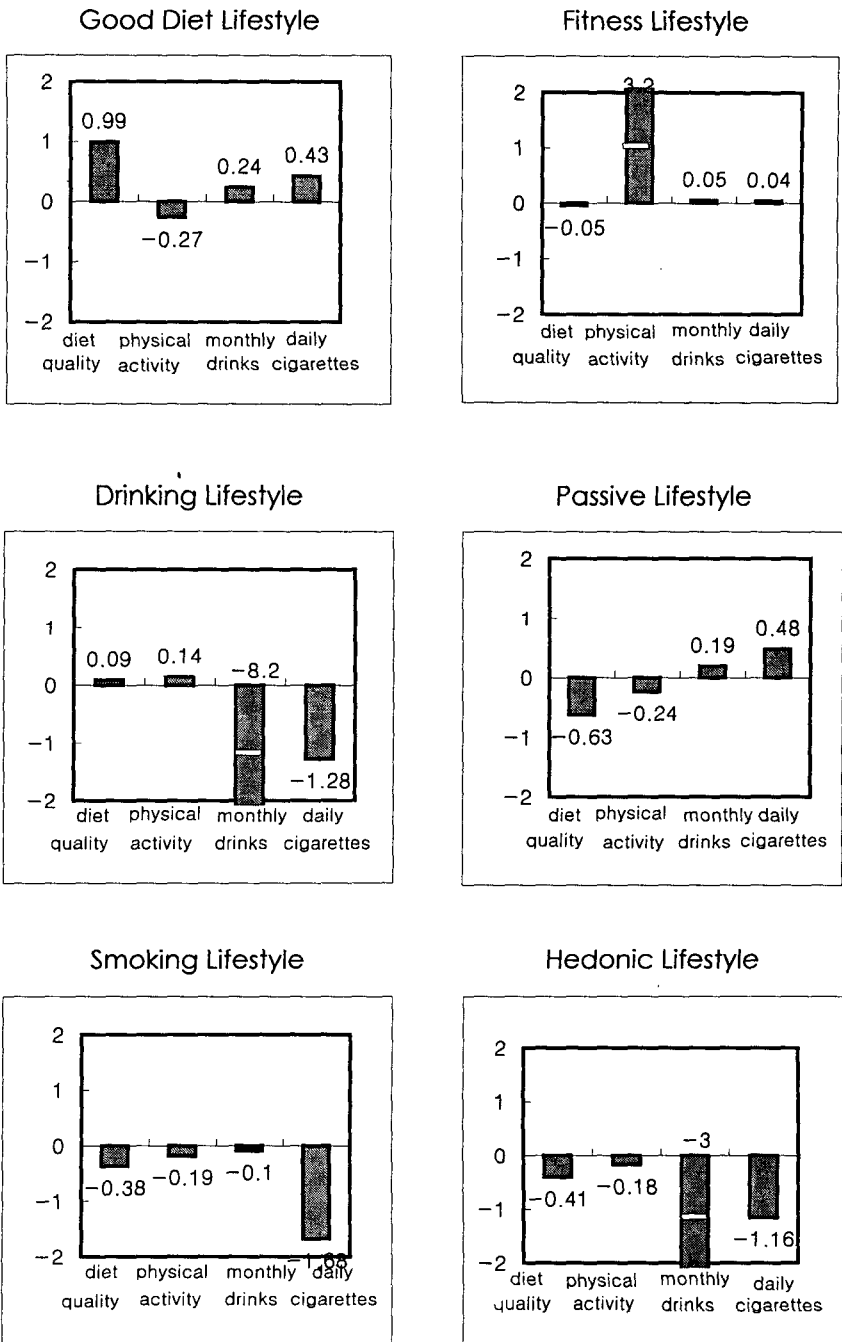 Good Diet Lifestyle
2
0.99
1
0.43
0.24
0
−0.27
−1
−2
diet physical monthly daily
quality activity drinks cigarettes
Fitness Lifestyle
3.2
2
1
0.05 0.04
0
−0.05
−1
−2
diet physical monthly daily
quality activity drinks cigarettes
Drinking Lifestyle
2
1
0.09 0.14 −8.2
0
−1
−1.28
−2
diet physical monthly daily
quality activity drinks cigarettes
Passive Lifestyle
2
1
0.48
0.19
0
−0.24
−0.63
−1
−2
diet physical monthly daily
quality activity drinks cigarettes
Smoking Lifestyle
2
1
0
−0.38 −0.19 −0.1
−1
−2
−1.68
diet physical monthly daily
quality activity drinks cigarettes
Hedonic Lifestyle
2
1
−3
0
−0.41 −0.18
−1
−1.16
−2
diet physical monthly daily
quality activity drinks cigarettes